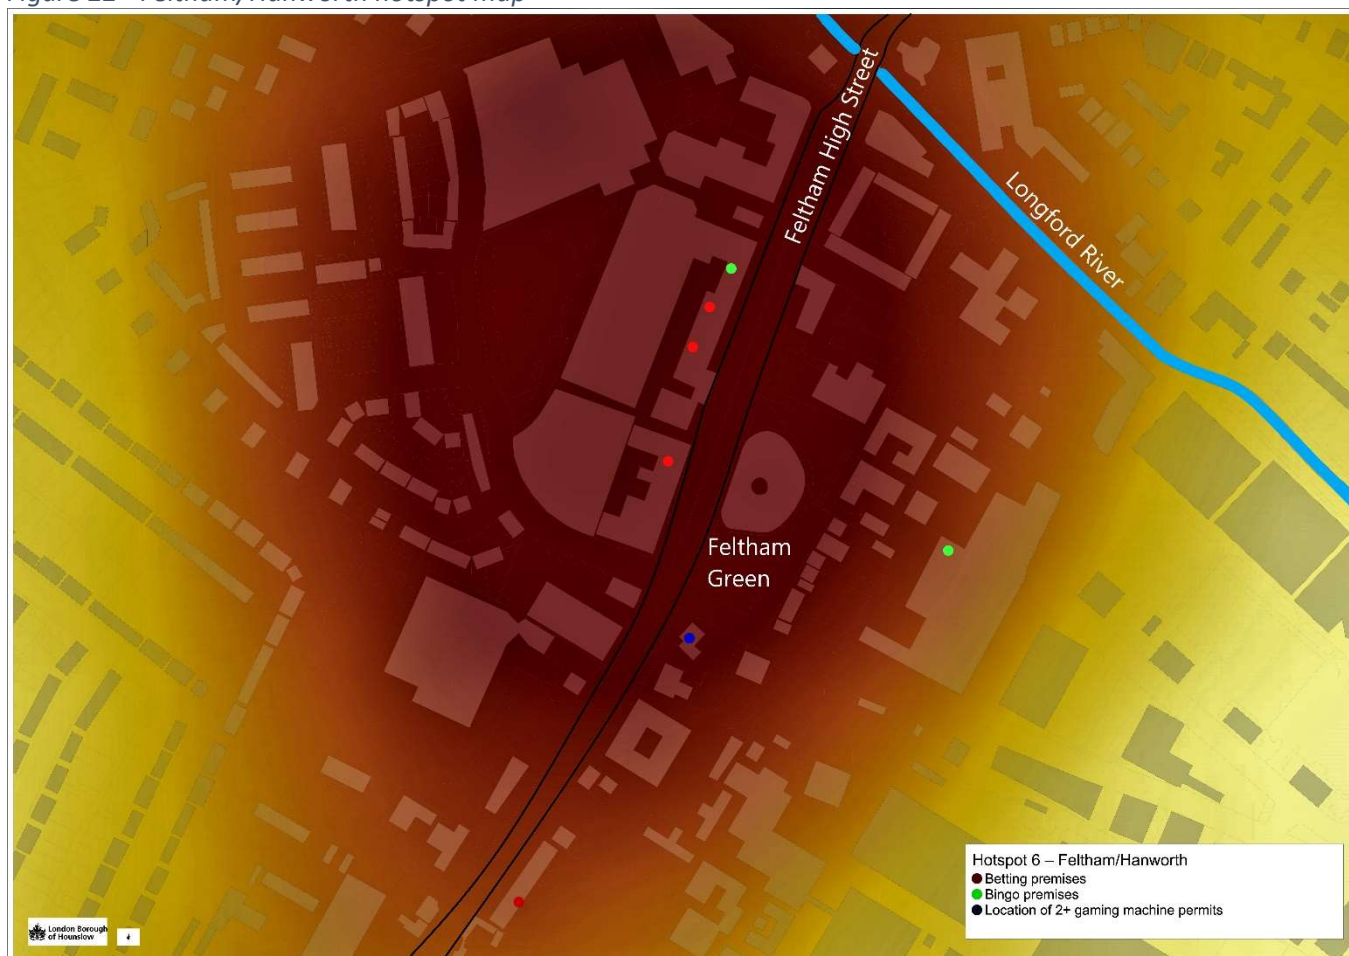 Feltham High Street
Longford River
Feltham
Green
Hotspot 6 – Feltham/Hanworth
Betting premises
Bingo premises
Location of 2+ gaming machine permits
London Borough
of Hounslow